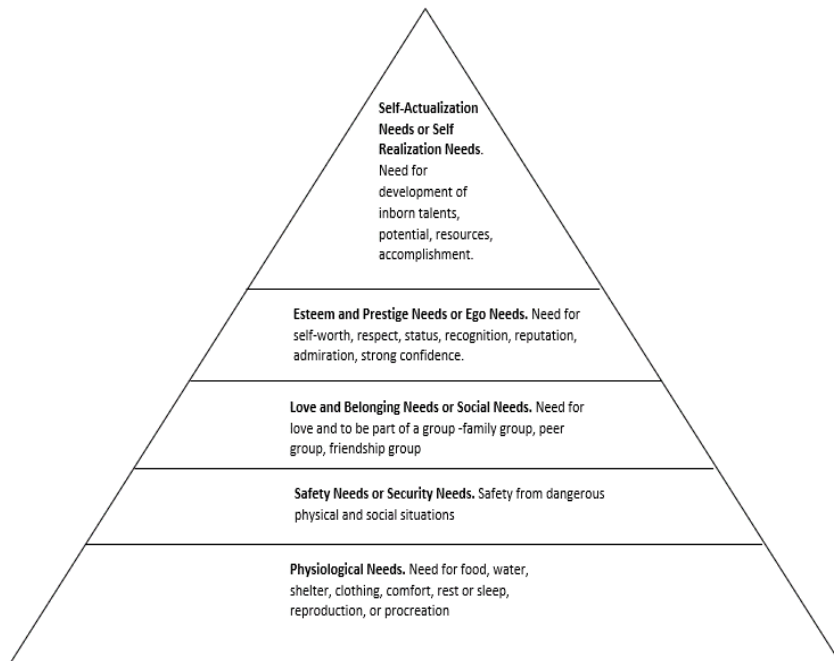 Self-Actualization
Needs or Self
Realization Needs.
Need for
development of
inborn talents,
potential, resources,
accomplishment.
Esteem and Prestige Needs or Ego Needs. Need for
self-worth, respect, status, recognition, reputation,
admiration, strong confidence.
Love and Belonging Needs or Social Needs. Need for
love and to be part of a group -family group, peer
group, friendship group
Safety Needs or Security Needs. Safety from dangerous
physical and social situations
Physiological Needs. Need for food, water,
shelter, clothing, comfort, rest or sleep,
reproduction, or procreation